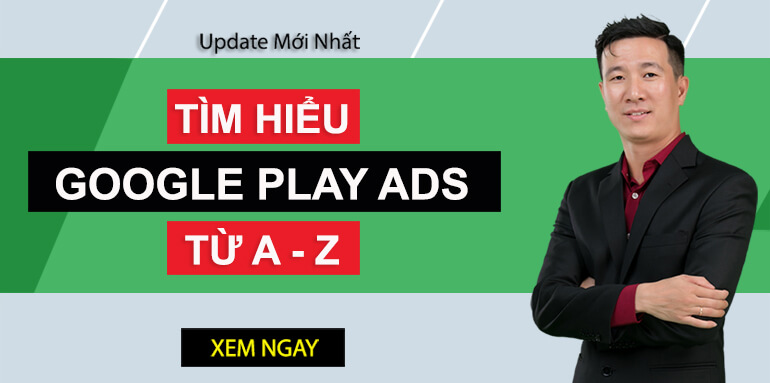 Update Mới Nhất
TÌM HIỂU
GOOGLE PLAY ADS
TỪ A - Z
XEM NGAY